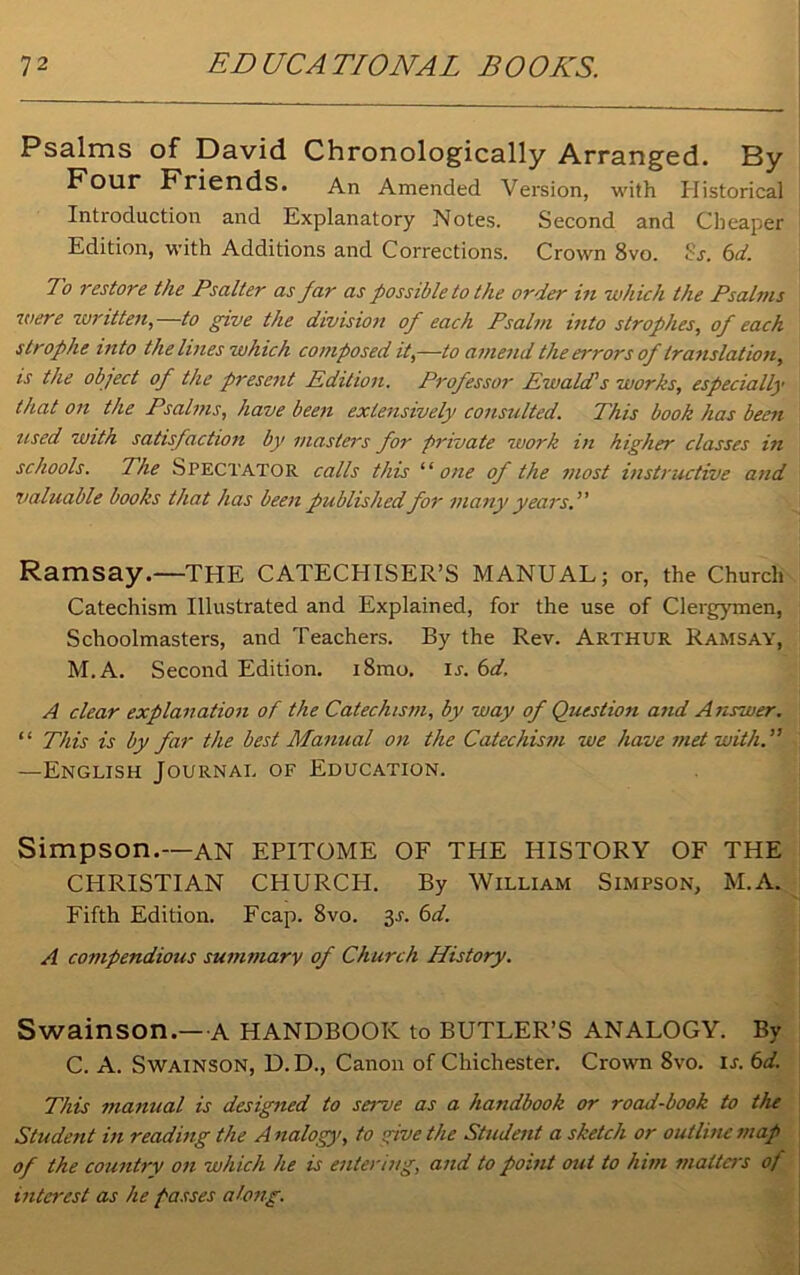 72 EDUCATIONAL BOOKS.
Psalms of David Chronologically Arranged. By
Four Friends. An Amended Version, with Historical
Introduction and Explanatory Notes. Second and Cheaper
Edition, with Additions and Corrections. Crown 8vo. 8s. 6d.
To restore the Psalter as far as possible to the order in which the Psalms
were written,—to give the division of each Psalm into strophes, of each
strophe into the lines which composed it,—to amend the errors of translation,
is the object of the present Edition. Professor Ewald's works, especially
that on the Psalms, have been extensively consulted. This book has been
used with satisfaction by masters for private work in higher classes in
schools. The SPECTATOR calls this “one of the most instructive and
valuable books that has been published for many years.”
Ramsay.—THE CATECHISER'S MANUAL; or, the Church
Catechism Illustrated and Explained, for the use of Clergymen,
Schoolmasters, and Teachers. By the Rev. ARTHUR RAMSAY,
M.A. Second Edition. 18mo. 1s. 6d.
A clear explanation of the Catechism, by way of Question and Answer.
“This is by far the best Manual on the Catechism we have met with.”
—ENGLISH JOURNAL OF EDUCATION.
Simpson.—AN EPITOME OF THE HISTORY OF THE
CHRISTIAN CHURCH. By WILLIAM SIMPSON, M.A.
Fifth Edition. Fcap. 8vo. 3s. 6d.
A compendious summary of Church History.
Swainson.—A HANDBOOK to BUTLER'S ANALOGY. By
C. A. SWAINSON, D.D., Canon of Chichester. Crown 8vo. 1s. 6d.
This manual is designed to serve as a handbook or road-book to the
Student in reading the Analogy, to give the Student a sketch or outline map
of the country on which he is entering, and to point out to him matters of
interest as he passes along.